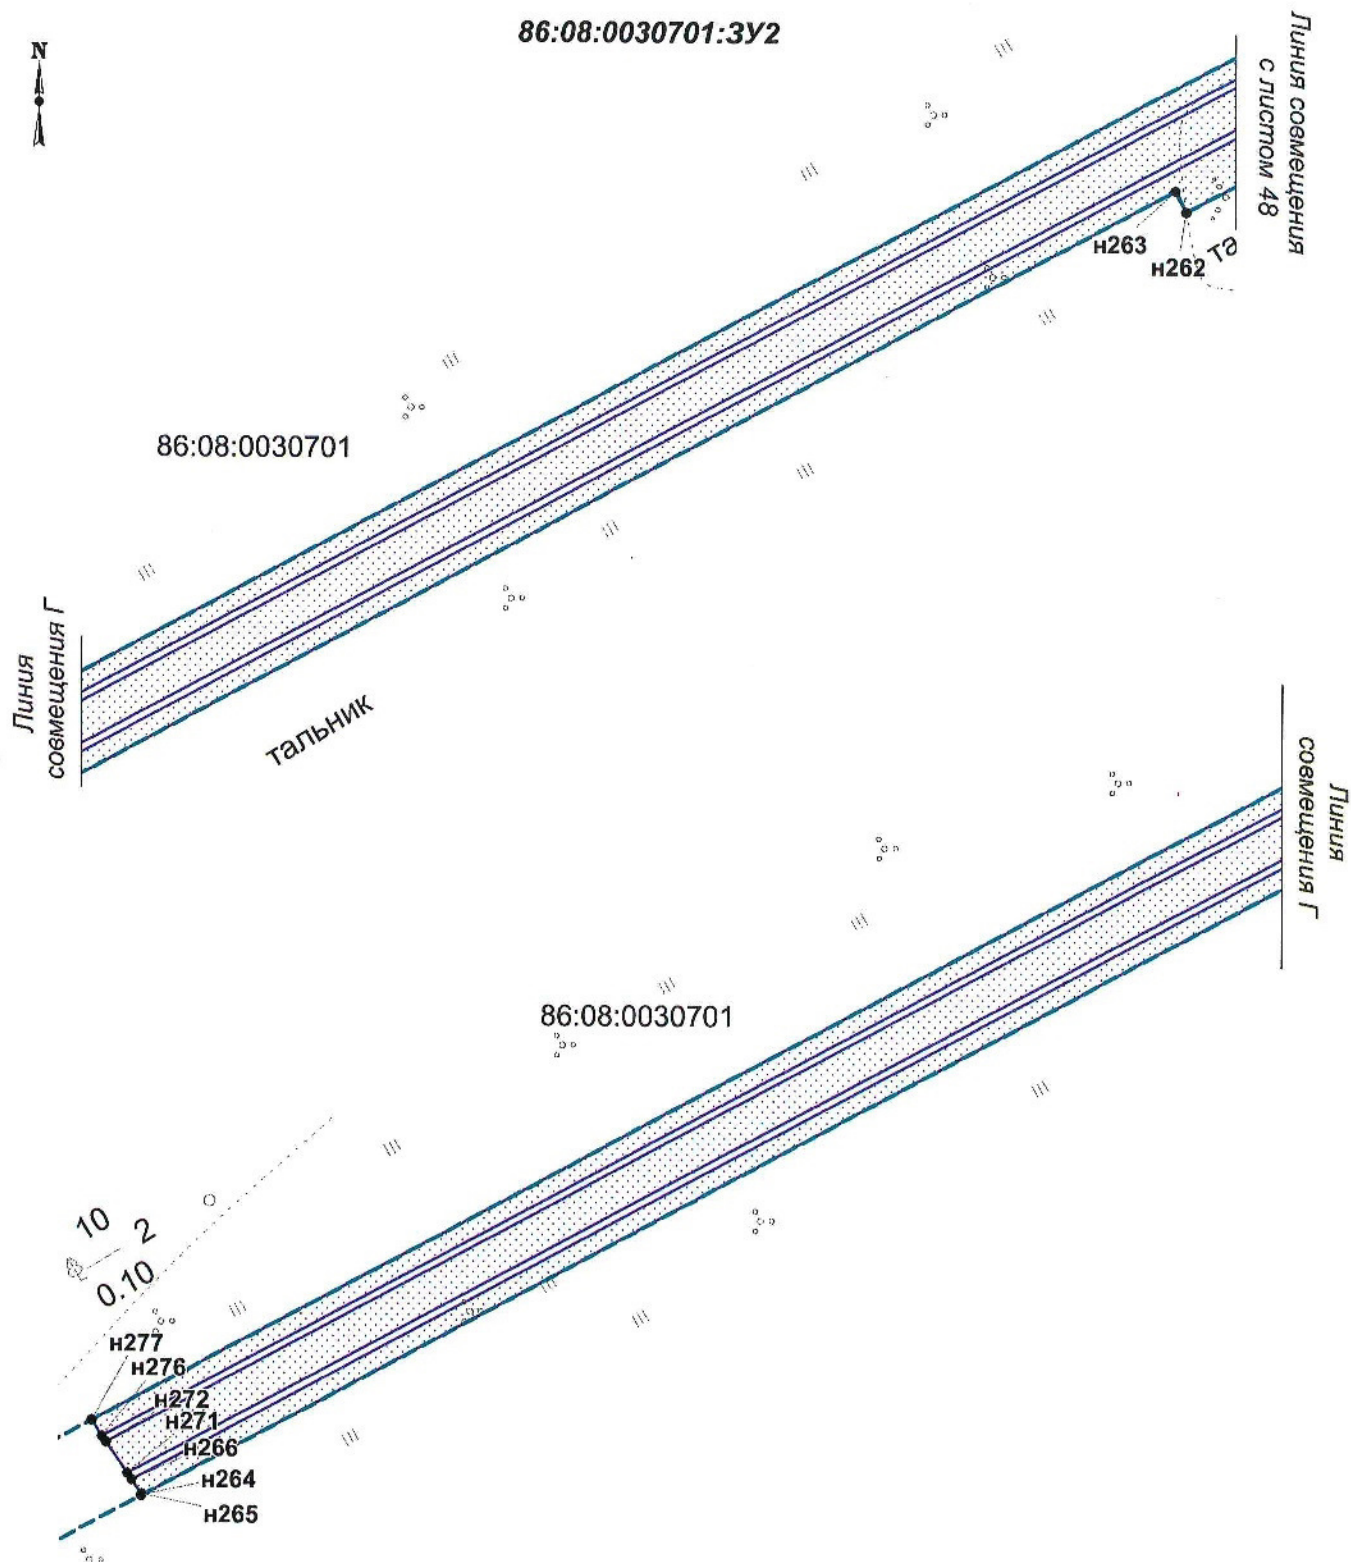 86:08:0030701:ЗУ2
N
Линия совмещения
с листом 48
н263
н262
та
86:08:0030701
Линия
совмещения Г
тальник
Линия
совмещения Г
86:08:0030701
10
2
0.10
н277
н276
н272
н271
н266
н264
н265